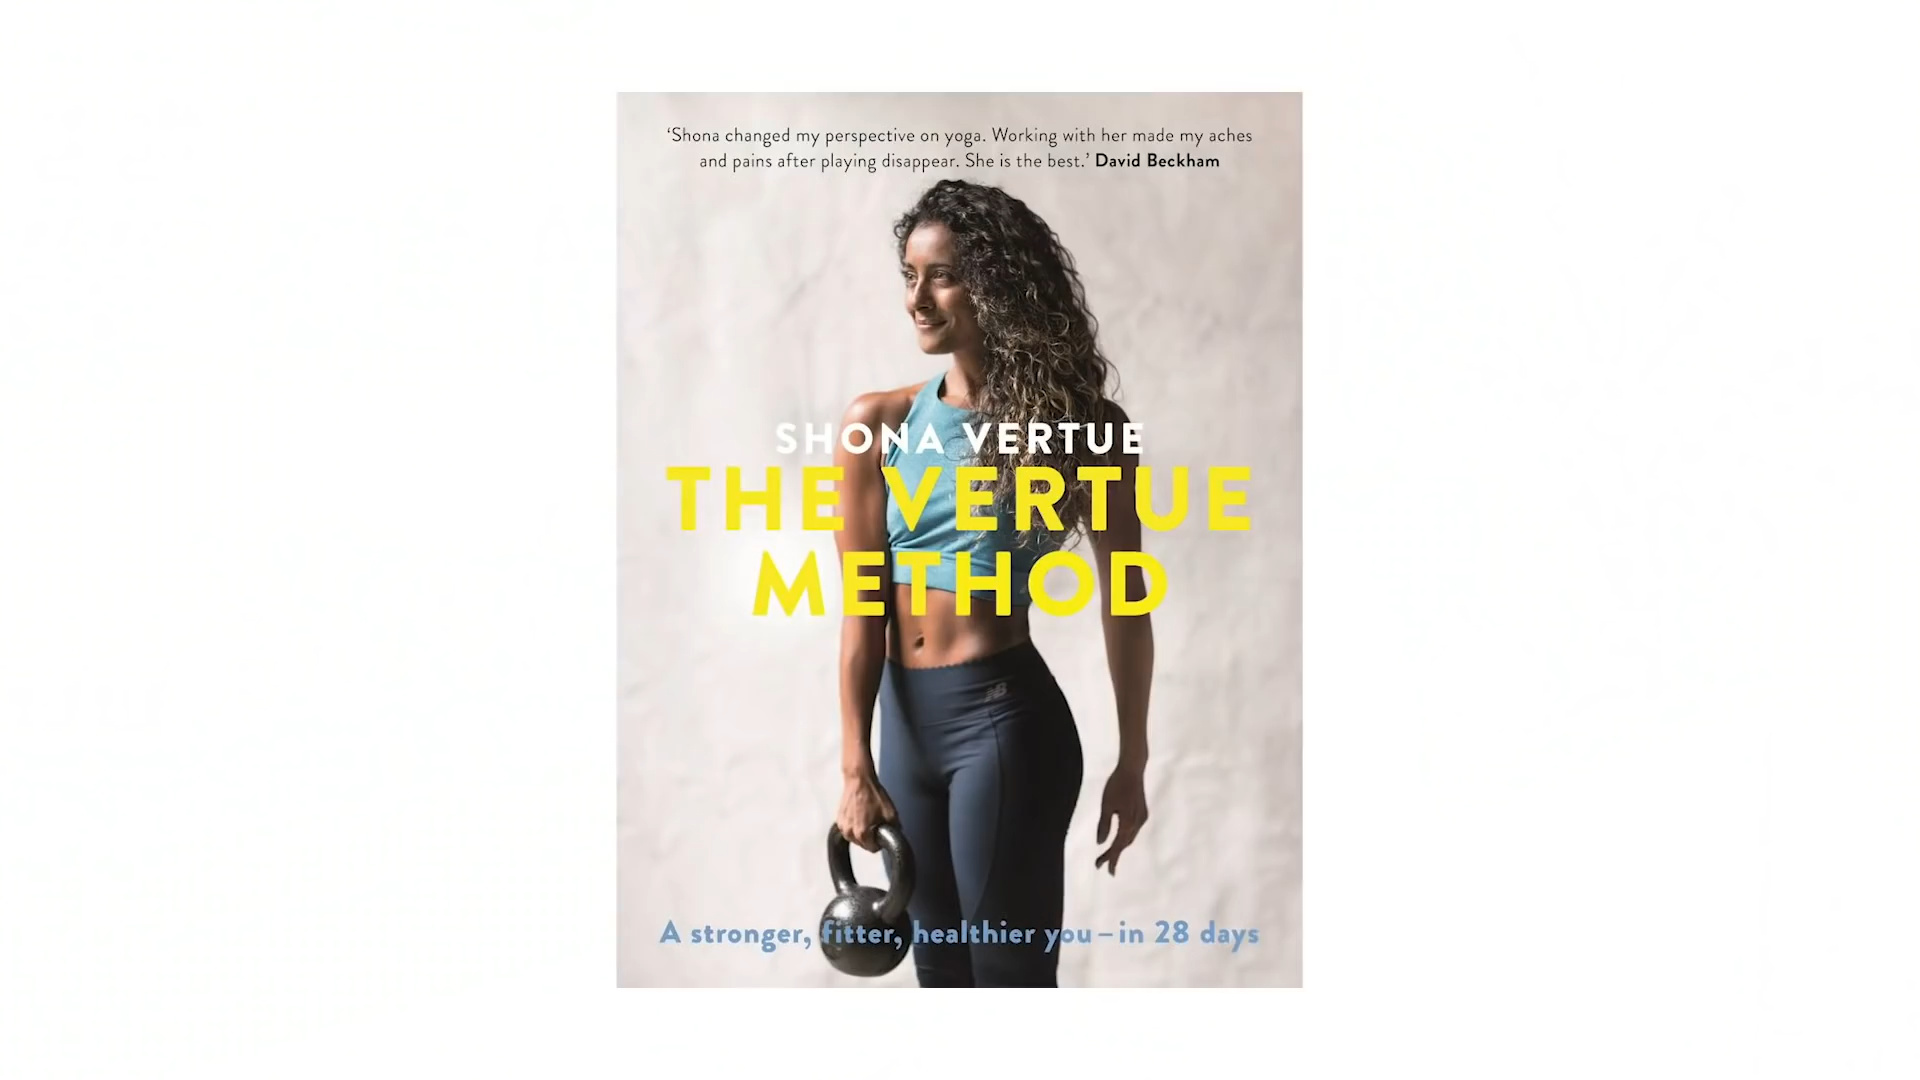 ‘Shona changed my perspective on yoga. Working with her made my aches
and pains after playing disappear. She is the best.’ David Beckham
SHONA VERTUE
THE VERTUE
METHOD
NB
A stronger, fitter, healthier you – in 28 days